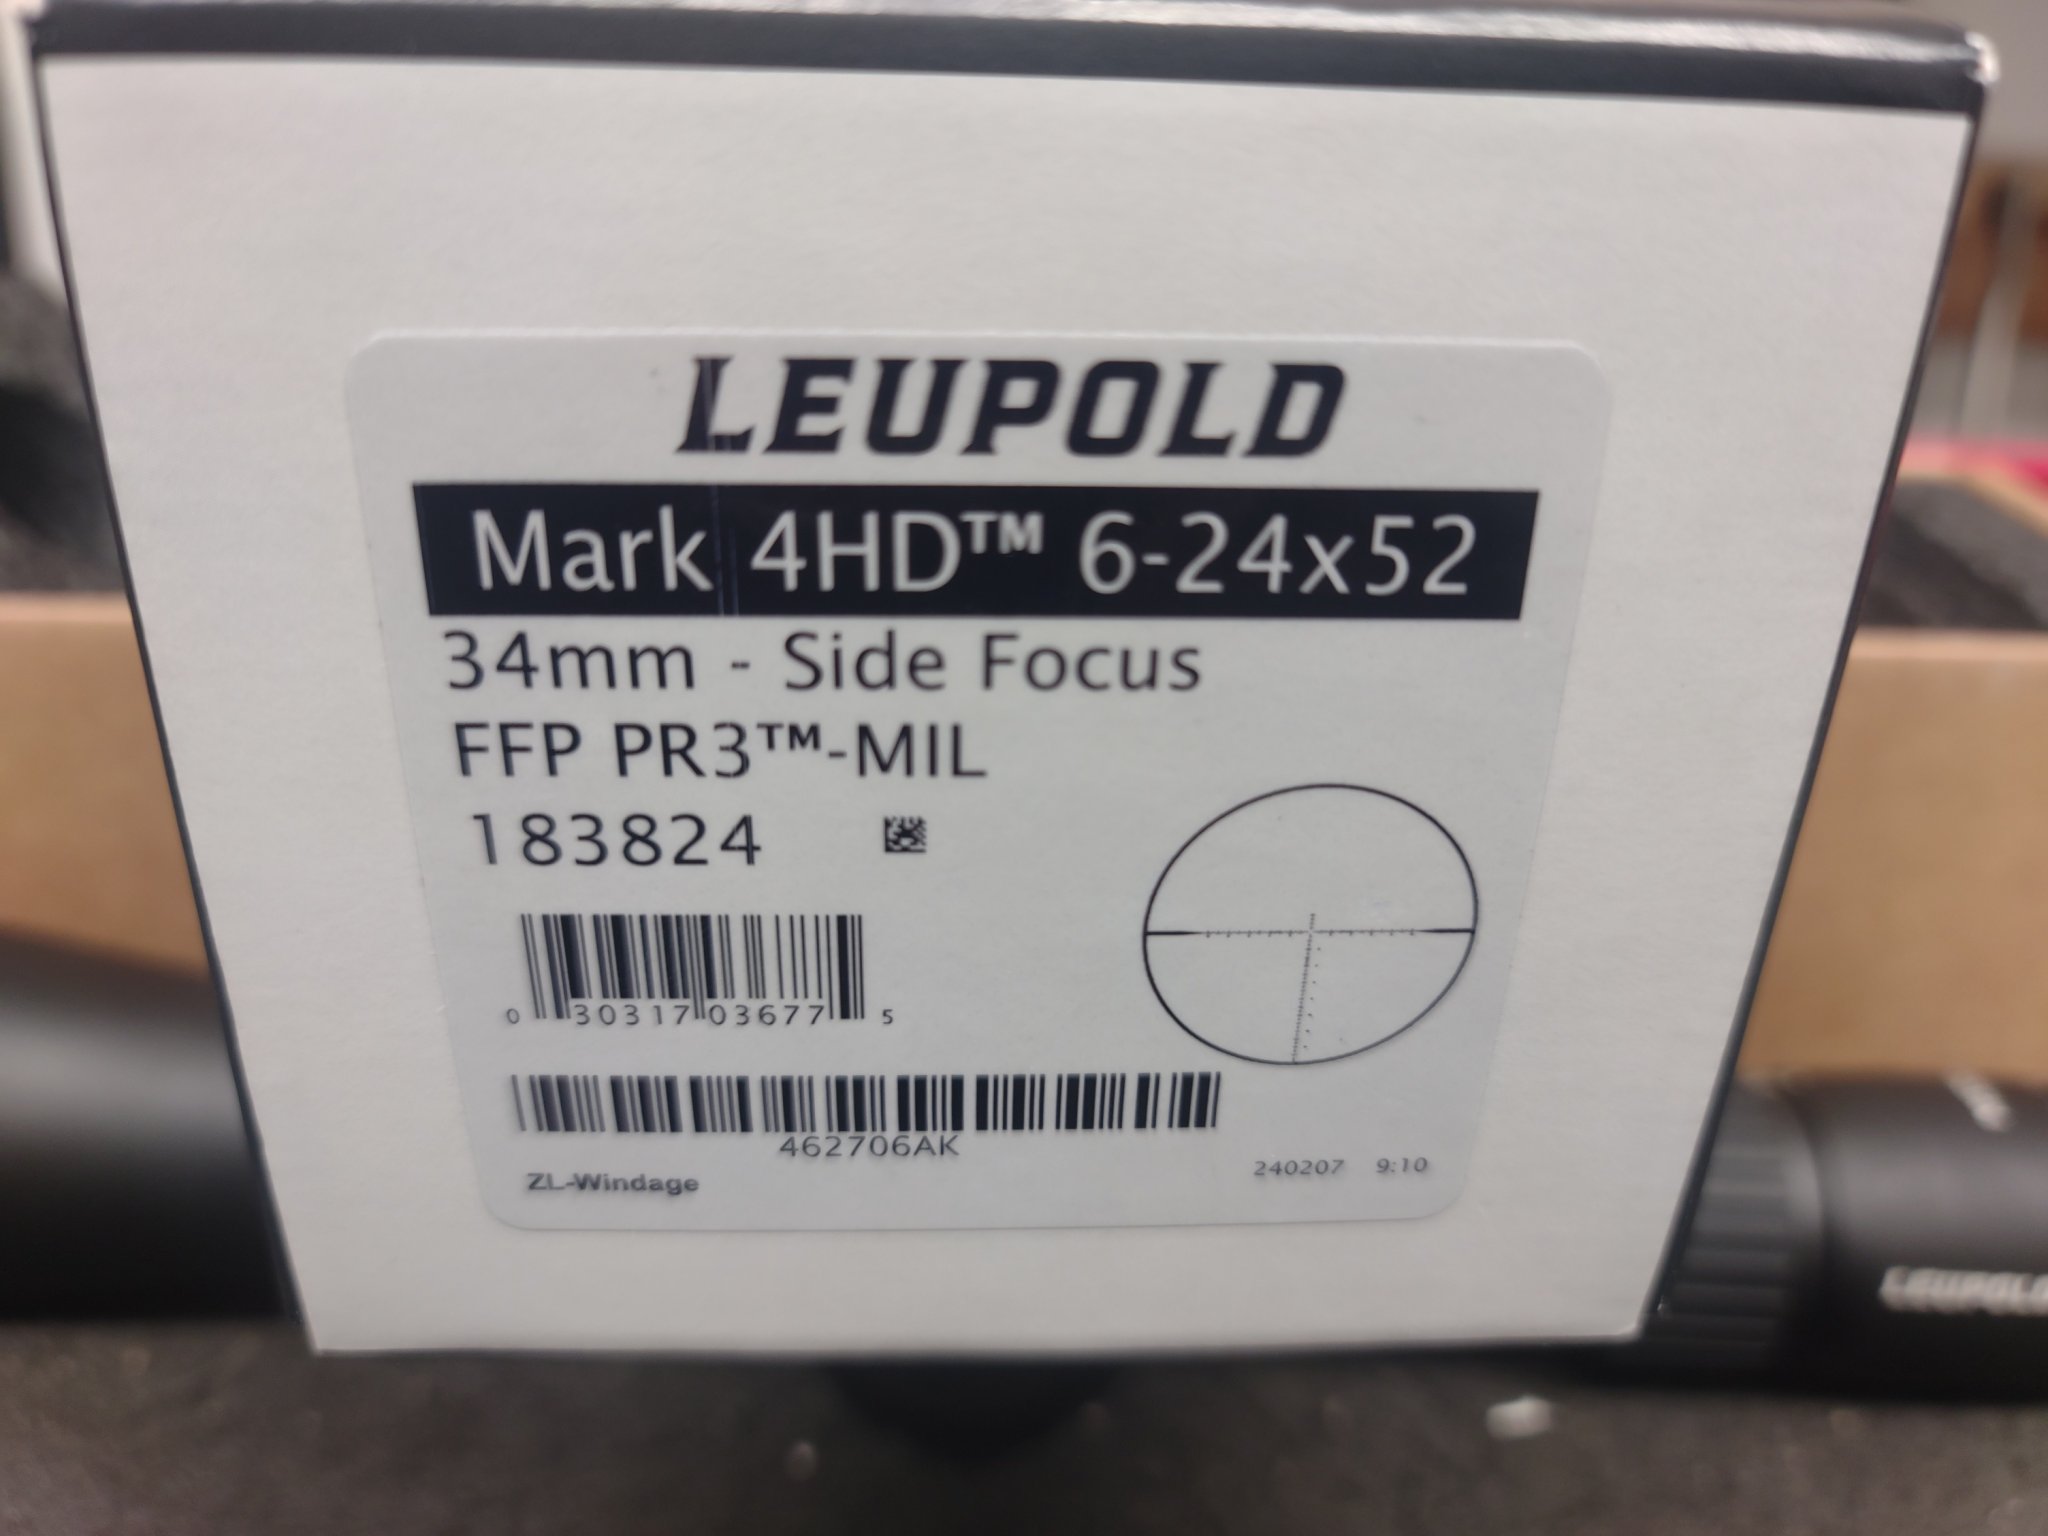 LEUPOLD
Mark 4HD™ 6-24x52
34mm - Side Focus
FFP PR3™-MIL
183824
0 30317 03677 5
462706AK
ZL-Windage
240207 9:10
LEUPOLD